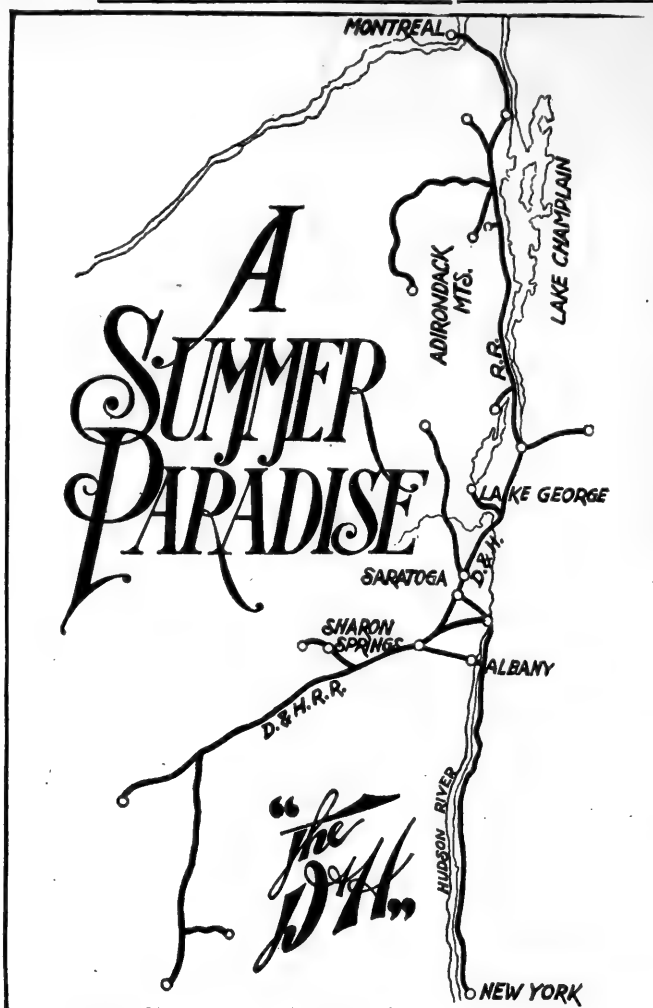 MONTREAL
LAKE CHAMPLAIN
ADIRONDACK
MTS.
R.R.
A
SUMMER
PARADISE
LAKE GEORGE
D.&H.
SARATOGA
SHARON
SPRINGS
ALBANY
D.&H.R.R.
HUDSON RIVER
"The
D&H"
NEW YORK